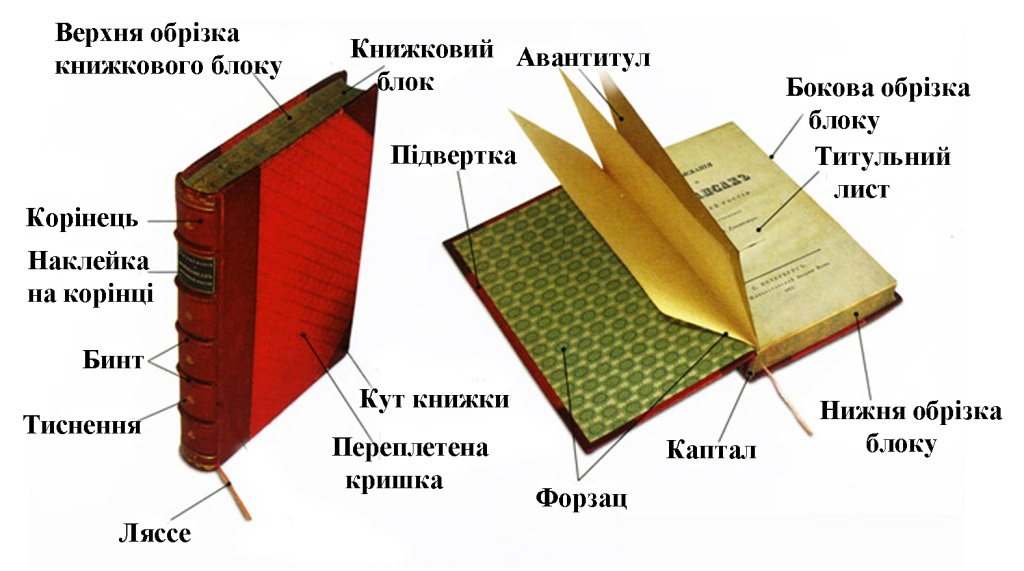 Верхня обрізка
книжкового блоку
Книжковий
блок
Корінець
Наклейка
на корінці
Бинт
Тиснення
Ляссе
Кут книжки
Переплетена
кришка
Авантитул
Підвертка
Бокова обрізка
блоку
Титульний
лист
Нижня обрізка
блоку
Каптал
Форзац